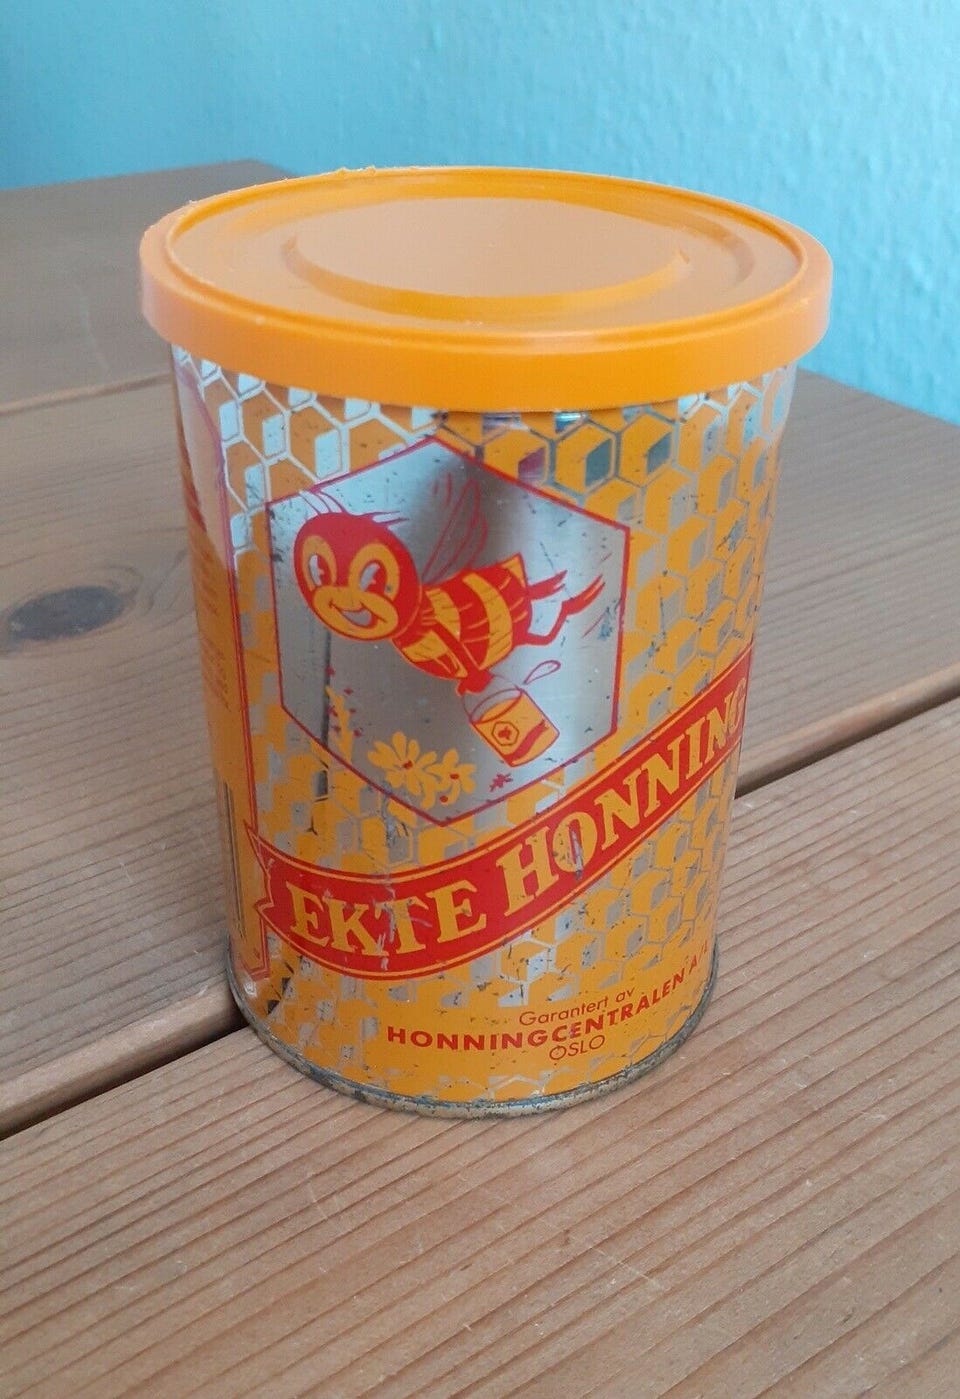 EKTE HONNING
Garantert av
HONNINGCENTRALEN A/L
OSLO